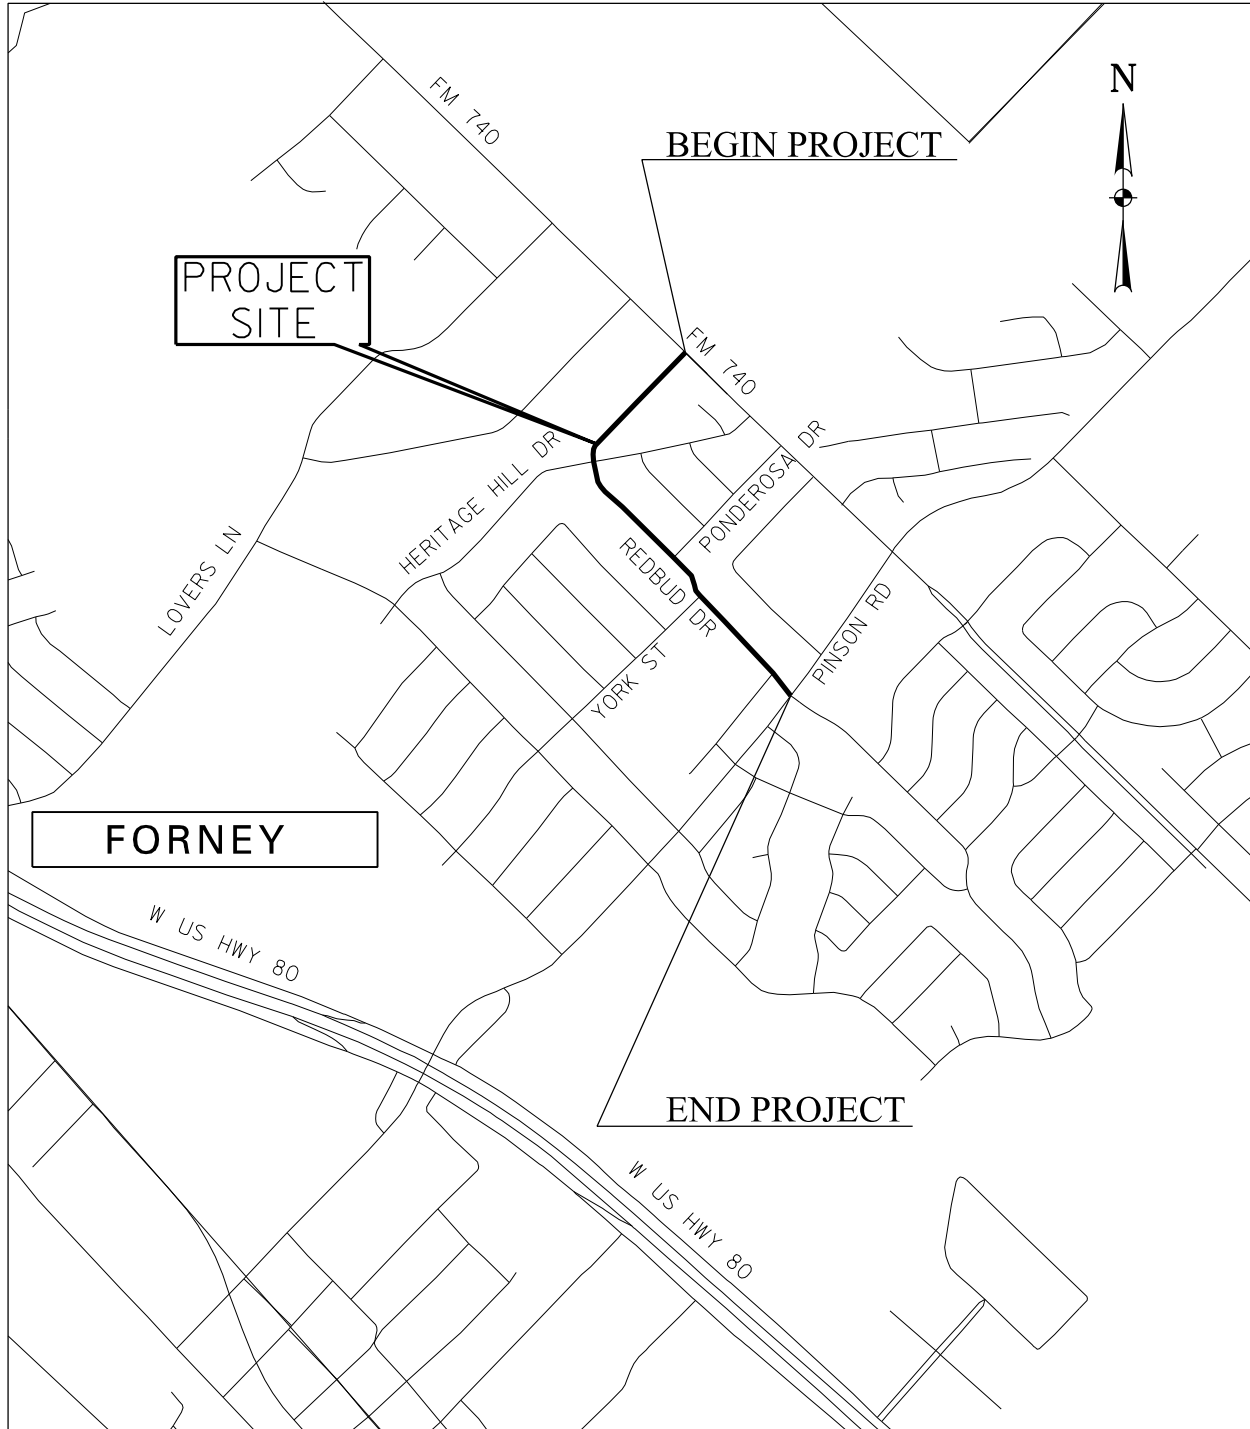 FM 740
N
BEGIN PROJECT
PROJECT
SITE
FM 740
HERITAGE HILL DR
PONDEROSA DR
LOVERS LN
REDBUD DR
PINSON RD
YORK ST
FORNEY
W US HWY 80
END PROJECT
W US HWY 80